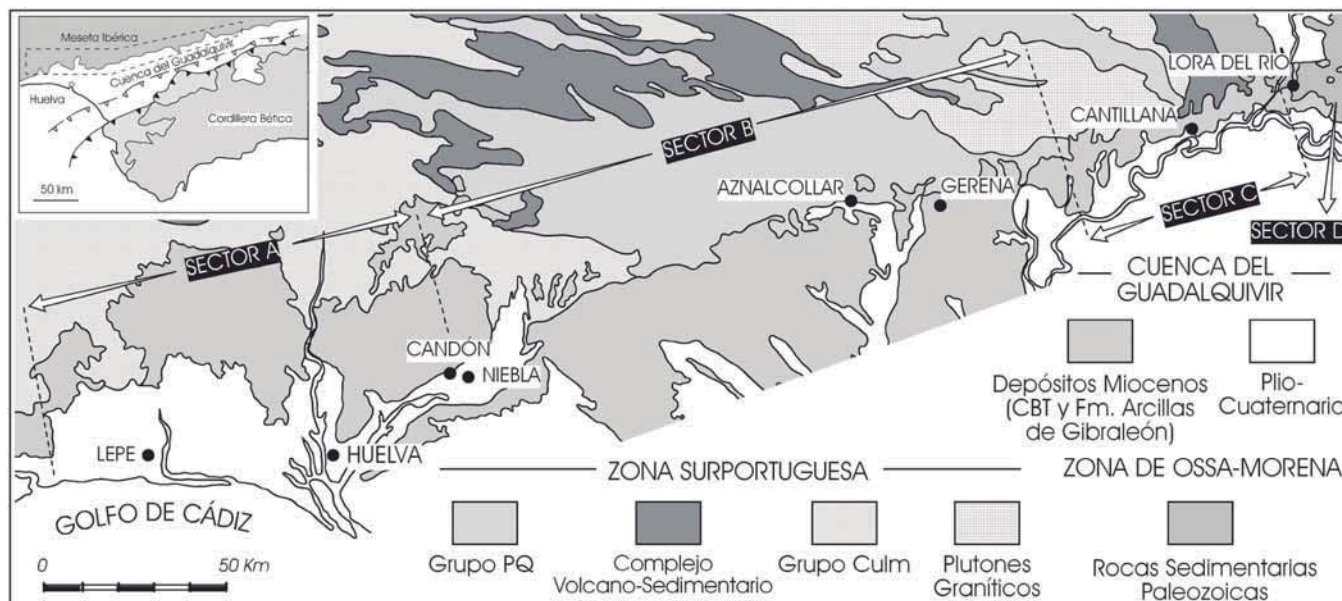 Meseta Ibérica
Cuenca del Guadalquivir
Huelva
Cordillera Bética
50 km
LORA DEL RÍO
CANTILLANA
SECTOR B
AZNALCOLLAR
GERENA
SECTOR C
SECTOR A
SECTOR D
CANDÓN
NIEBLA
LEPE
HUELVA
GOLFO DE CÁDIZ
0
50 Km
CUENCA DEL
GUADALQUIVIR
Depósitos Miocenos
(CBT y Fm. Arcillas
de Gibraleón)
Plio-
Cuaternario
ZONA SURPORTUGUESA
ZONA DE OSSA-MORENA
Grupo PQ
Complejo
Volcano-Sedimentario
Grupo Culm
Plutones
Graníticos
Rocas Sedimentarias
Paleozoicas